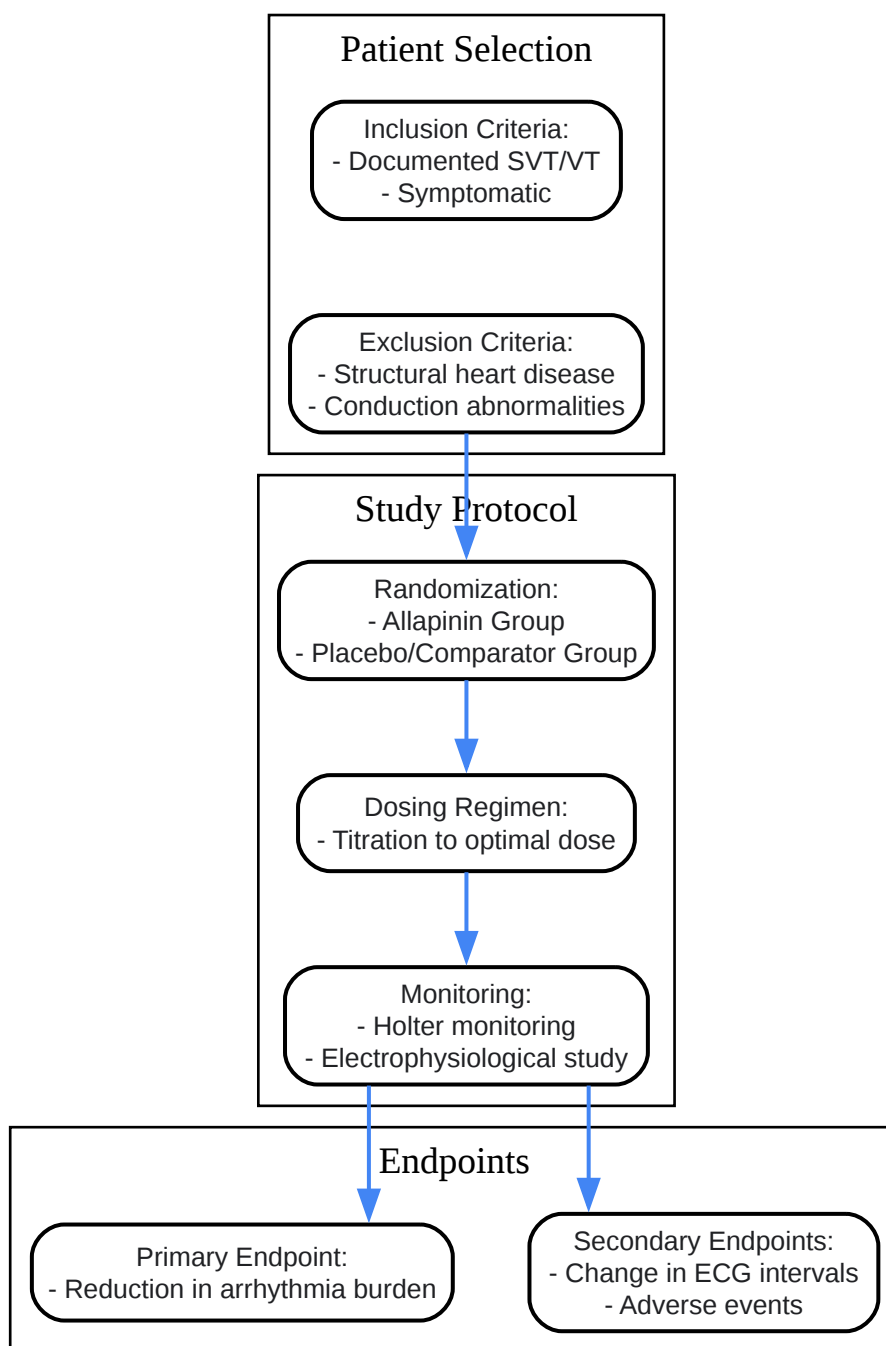 Patient Selection
Inclusion Criteria:
- Documented SVT/VT
- Symptomatic
Exclusion Criteria:
- Structural heart disease
- Conduction abnormalities
Study Protocol
Randomization:
- Allapinin Group
- Placebo/Comparator Group
Dosing Regimen:
- Titration to optimal dose
Monitoring:
- Holter monitoring
- Electrophysiological study
Endpoints
Primary Endpoint:
- Reduction in arrhythmia burden
Secondary Endpoints:
- Change in ECG intervals
- Adverse events